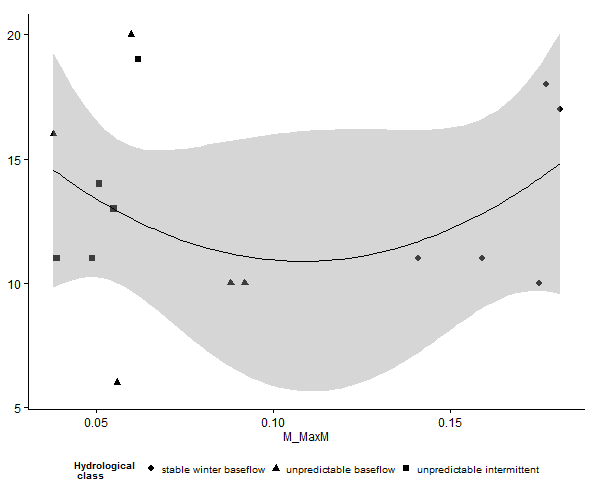 20
15
10
5
0.05 0.10 0.15
M_MaxM
Hydrological
class
stable winter baseflow unpredictable baseflow unpredictable intermittent